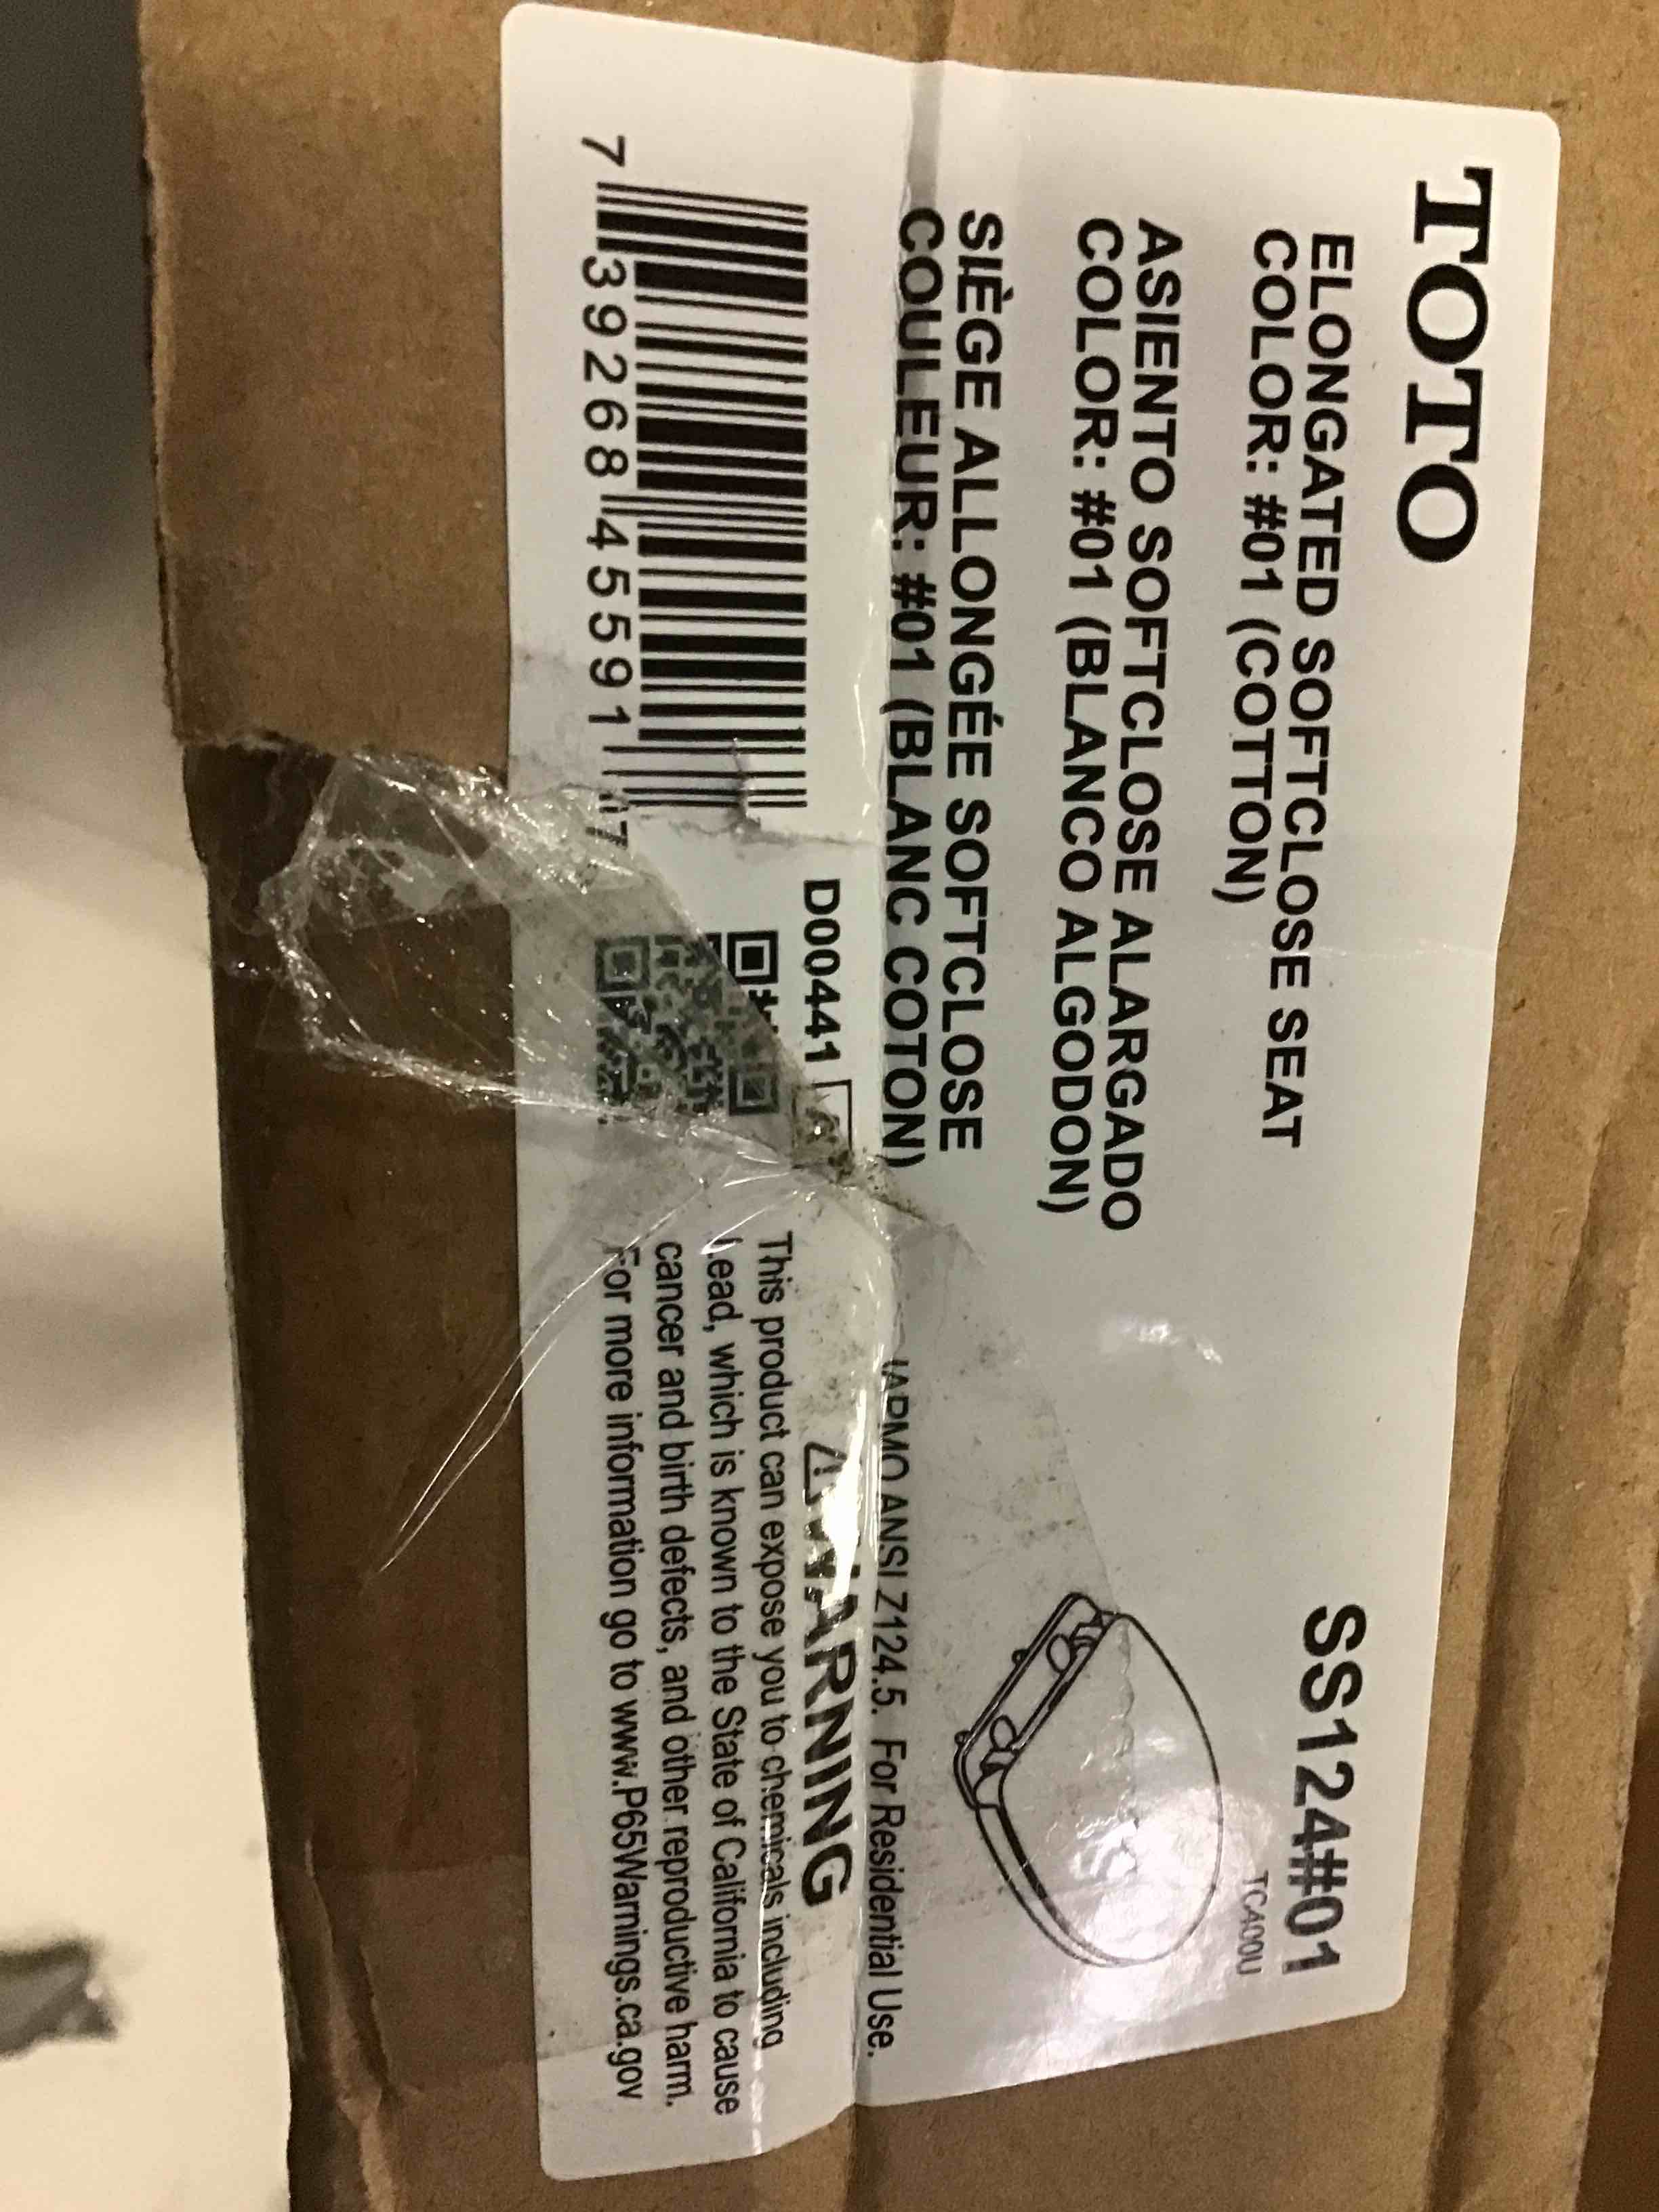 TOTO
SS124#01
TCA00U
ELONGATED SOFTCLOSE SEAT
COLOR: #01 (COTTON)
ASIENTO SOFTCLOSE ALARGADO
COLOR: #01 (BLANCO ALGODON)
SIÈGE ALLONGÉE SOFTCLOSE
COULEUR: #01 (BLANC COTON)
IAPMO ANSI Z124.5. For Residential Use.
D00441
7 39268 45591 7
WARNING
This product can expose you to chemicals including
Lead, which is known to the State of California to cause
cancer and birth defects, and other reproductive harm.
For more information go to www.P65Warnings.ca.gov